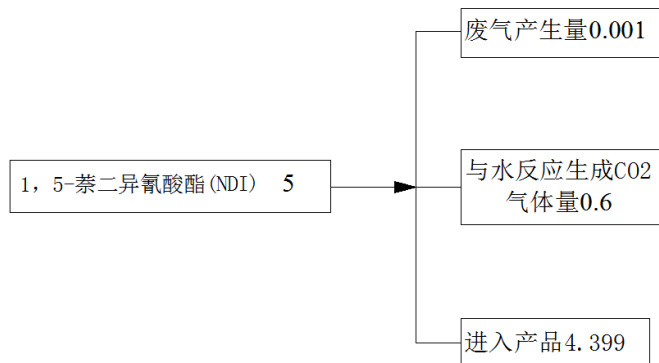 废气产生量0.001
1，5-萘二异氰酸酯(NDI) 5
与水反应生成CO2
气体量0.6
进入产品4.399